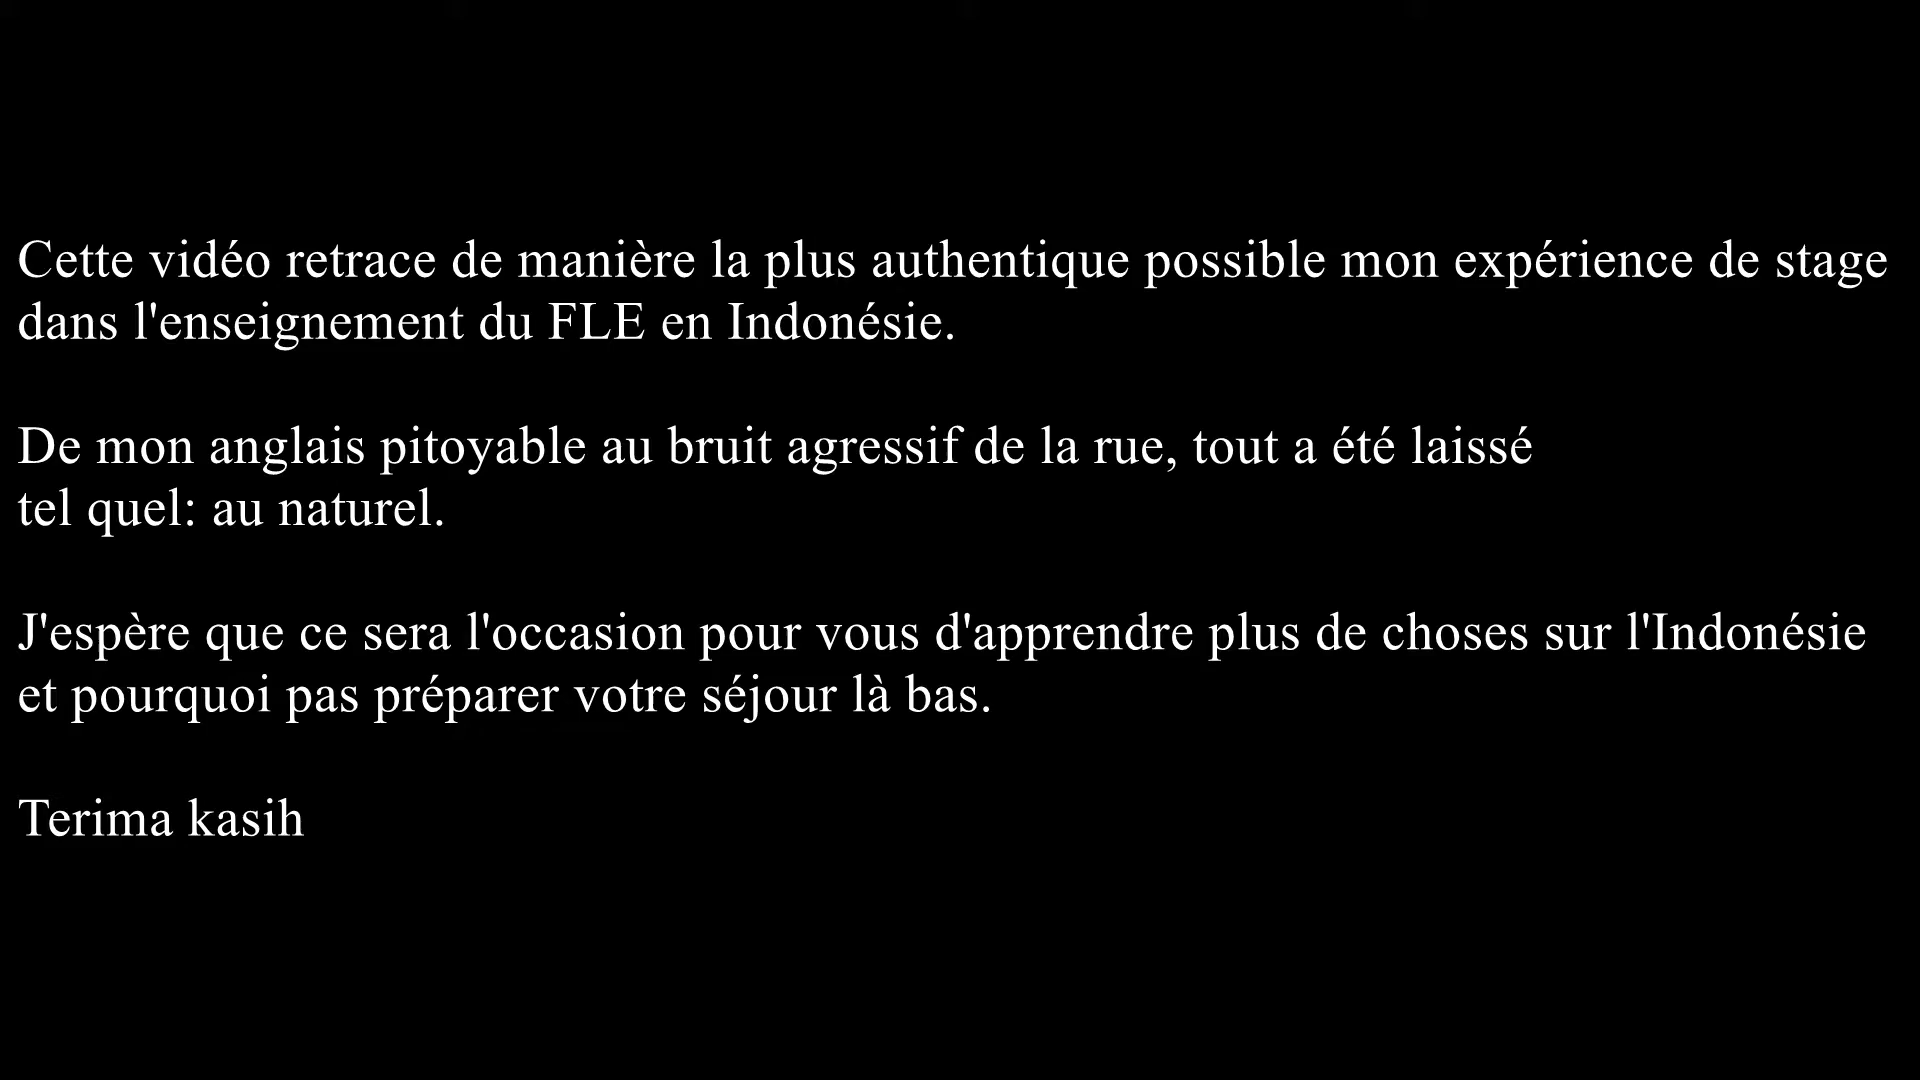 Cette vidéo retrace de manière la plus authentique possible mon expérience de stage
dans l'enseignement du FLE en Indonésie.
De mon anglais pitoyable au bruit agressif de la rue, tout a été laissé
tel quel: au naturel.
J'espère que ce sera l'occasion pour vous d'apprendre plus de choses sur l'Indonésie
et pourquoi pas préparer votre séjour là bas.
Terima kasih